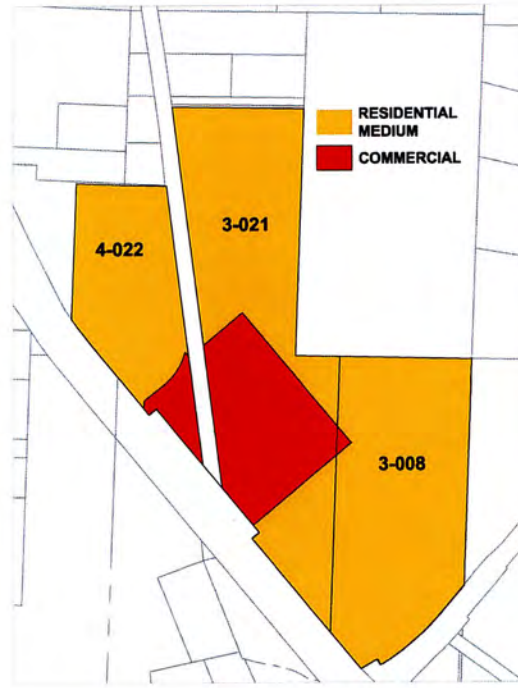 RESIDENTIAL
MEDIUM
COMMERCIAL
3-021
4-022
3-008